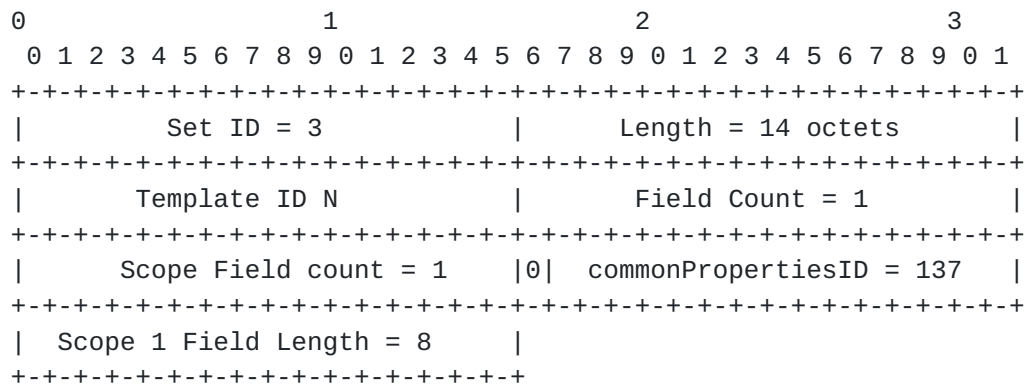 0                   1                   2                   3
 0 1 2 3 4 5 6 7 8 9 0 1 2 3 4 5 6 7 8 9 0 1 2 3 4 5 6 7 8 9 0 1
+-+-+-+-+-+-+-+-+-+-+-+-+-+-+-+-+-+-+-+-+-+-+-+-+-+-+-+-+-+-+-+-+
|         Set ID = 3            |      Length = 14 octets       |
+-+-+-+-+-+-+-+-+-+-+-+-+-+-+-+-+-+-+-+-+-+-+-+-+-+-+-+-+-+-+-+-+
|       Template ID N           |       Field Count = 1         |
+-+-+-+-+-+-+-+-+-+-+-+-+-+-+-+-+-+-+-+-+-+-+-+-+-+-+-+-+-+-+-+-+
|      Scope Field count = 1    |0|  commonPropertiesID = 137   |
+-+-+-+-+-+-+-+-+-+-+-+-+-+-+-+-+-+-+-+-+-+-+-+-+-+-+-+-+-+-+-+-+
|  Scope 1 Field Length = 8     |
+-+-+-+-+-+-+-+-+-+-+-+-+-+-+-+-+